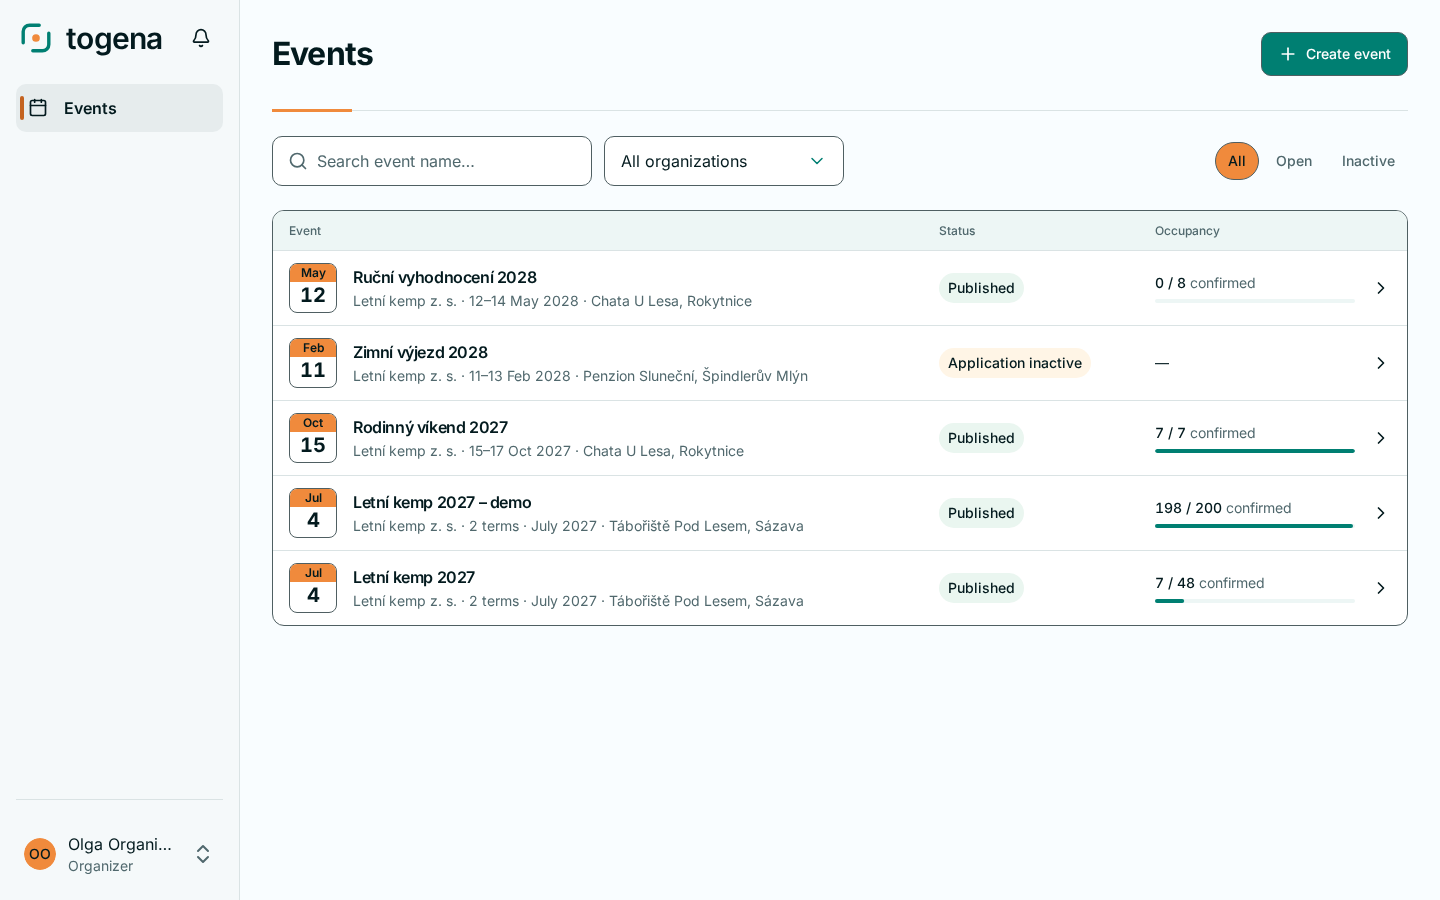 togena
Events
Events
Create event
Search event name...
All organizations
All
Open
Inactive
Event
Status
Occupancy
May
12
Ruční vyhodnocení 2028
Letní kemp z. s. · 12–14 May 2028 · Chata U Lesa, Rokytnice
Published
0 / 8 confirmed
Feb
11
Zimní výjezd 2028
Letní kemp z. s. · 11–13 Feb 2028 · Penzion Sluneční, Špindlerův Mlýn
Application inactive
—
Oct
15
Rodinný víkend 2027
Letní kemp z. s. · 15–17 Oct 2027 · Chata U Lesa, Rokytnice
Published
7 / 7 confirmed
Jul
4
Letní kemp 2027 – demo
Letní kemp z. s. · 2 terms · July 2027 · Tábořiště Pod Lesem, Sázava
Published
198 / 200 confirmed
Jul
4
Letní kemp 2027
Letní kemp z. s. · 2 terms · July 2027 · Tábořiště Pod Lesem, Sázava
Published
7 / 48 confirmed
OO
Olga Organi...
Organizer